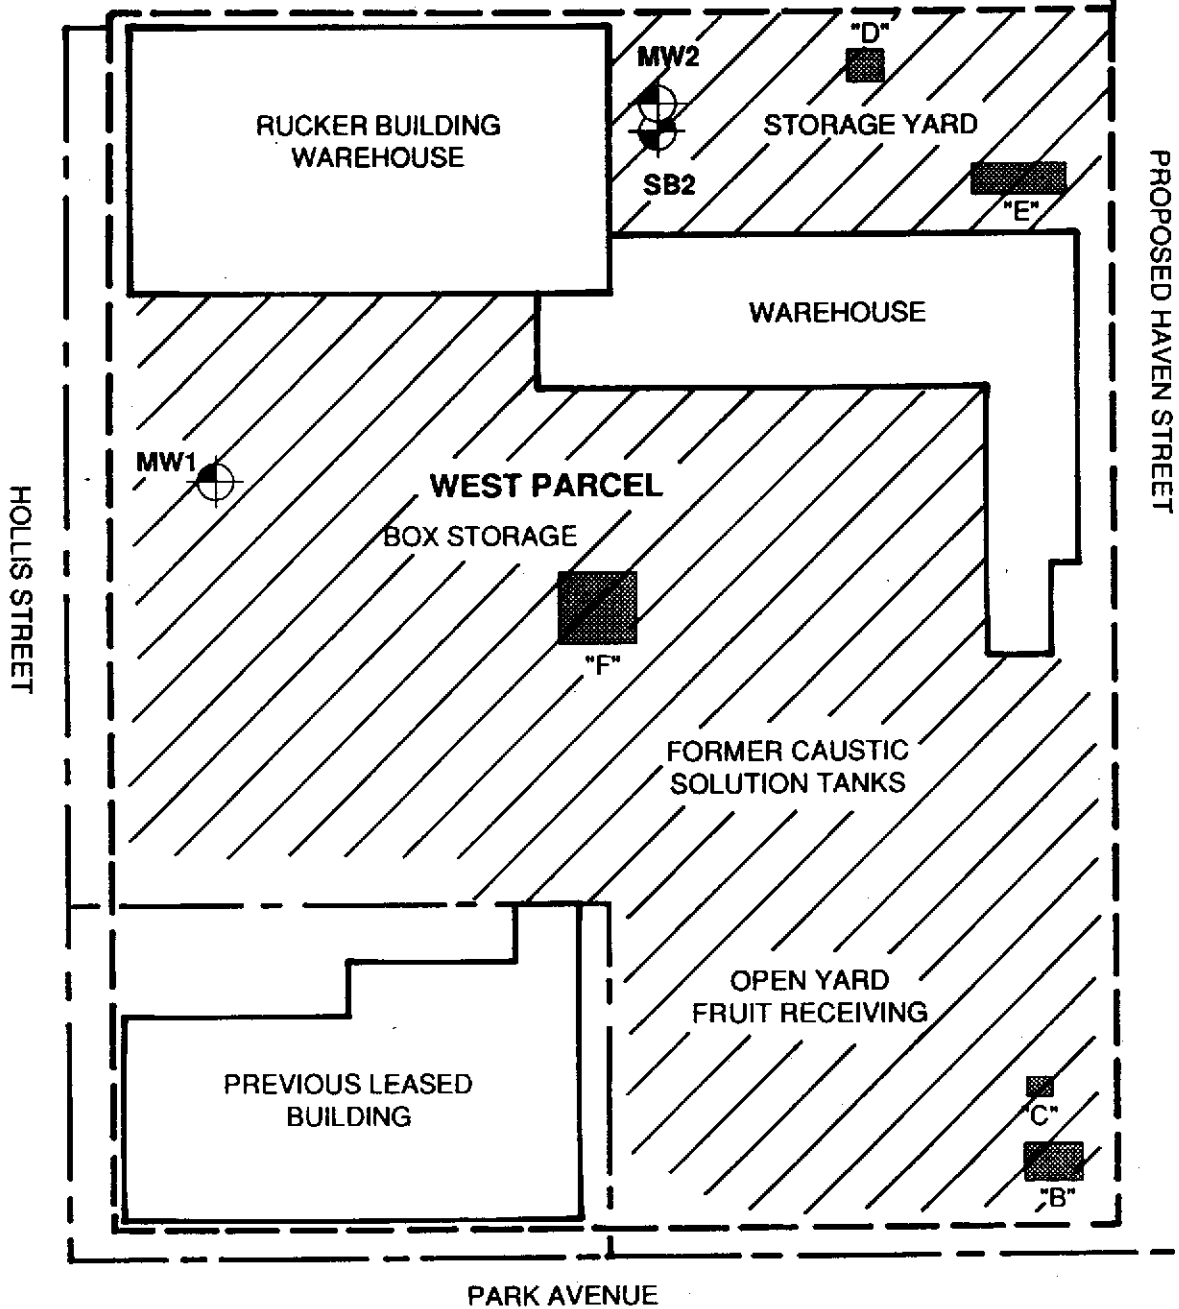 "D"
MW2
RUCKER BUILDING
WAREHOUSE
STORAGE YARD
SB2
"E"
PROPOSED HAVEN STREET
WAREHOUSE
MW1
WEST PARCEL
BOX STORAGE
HOLLIS STREET
"F"
FORMER CAUSTIC
SOLUTION TANKS
OPEN YARD
FRUIT RECEIVING
PREVIOUS LEASED
BUILDING
"C"
"B"
PARK AVENUE